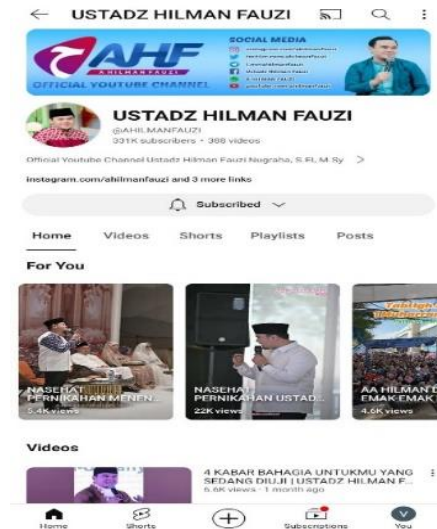 USTADZ HILMAN FAUZI
AHF
A HILMAN FAUZI
OFFICIAL YOUTUBE CHANNEL
SOCIAL MEDIA
USTADZ HILMAN FAUZI
@AHILMANFAUZI
331K subscribers • 388 videos
Official Youtube Channel Ustadz Hilman Fauzi Nugraha, S.EI, M.Sy >
instagram.com/ahilmanfauzi and 3 more links
Subscribed
Home Videos Shorts Playlists Posts
For You
NASEHAT
PERNIKAHAN MENEN...
5.4K views
NASEHAT
PERNIKAHAN USTAD...
22K views
Tabligh
AA HILMAN D
EMAK EMAK
4.6K views
Videos
4 KABAR BAHAGIA UNTUKMU YANG
SEDANG DIUJI | USTADZ HILMAN F...
6.6K views · 1 month ago
Home Shorts Subscriptions You
V